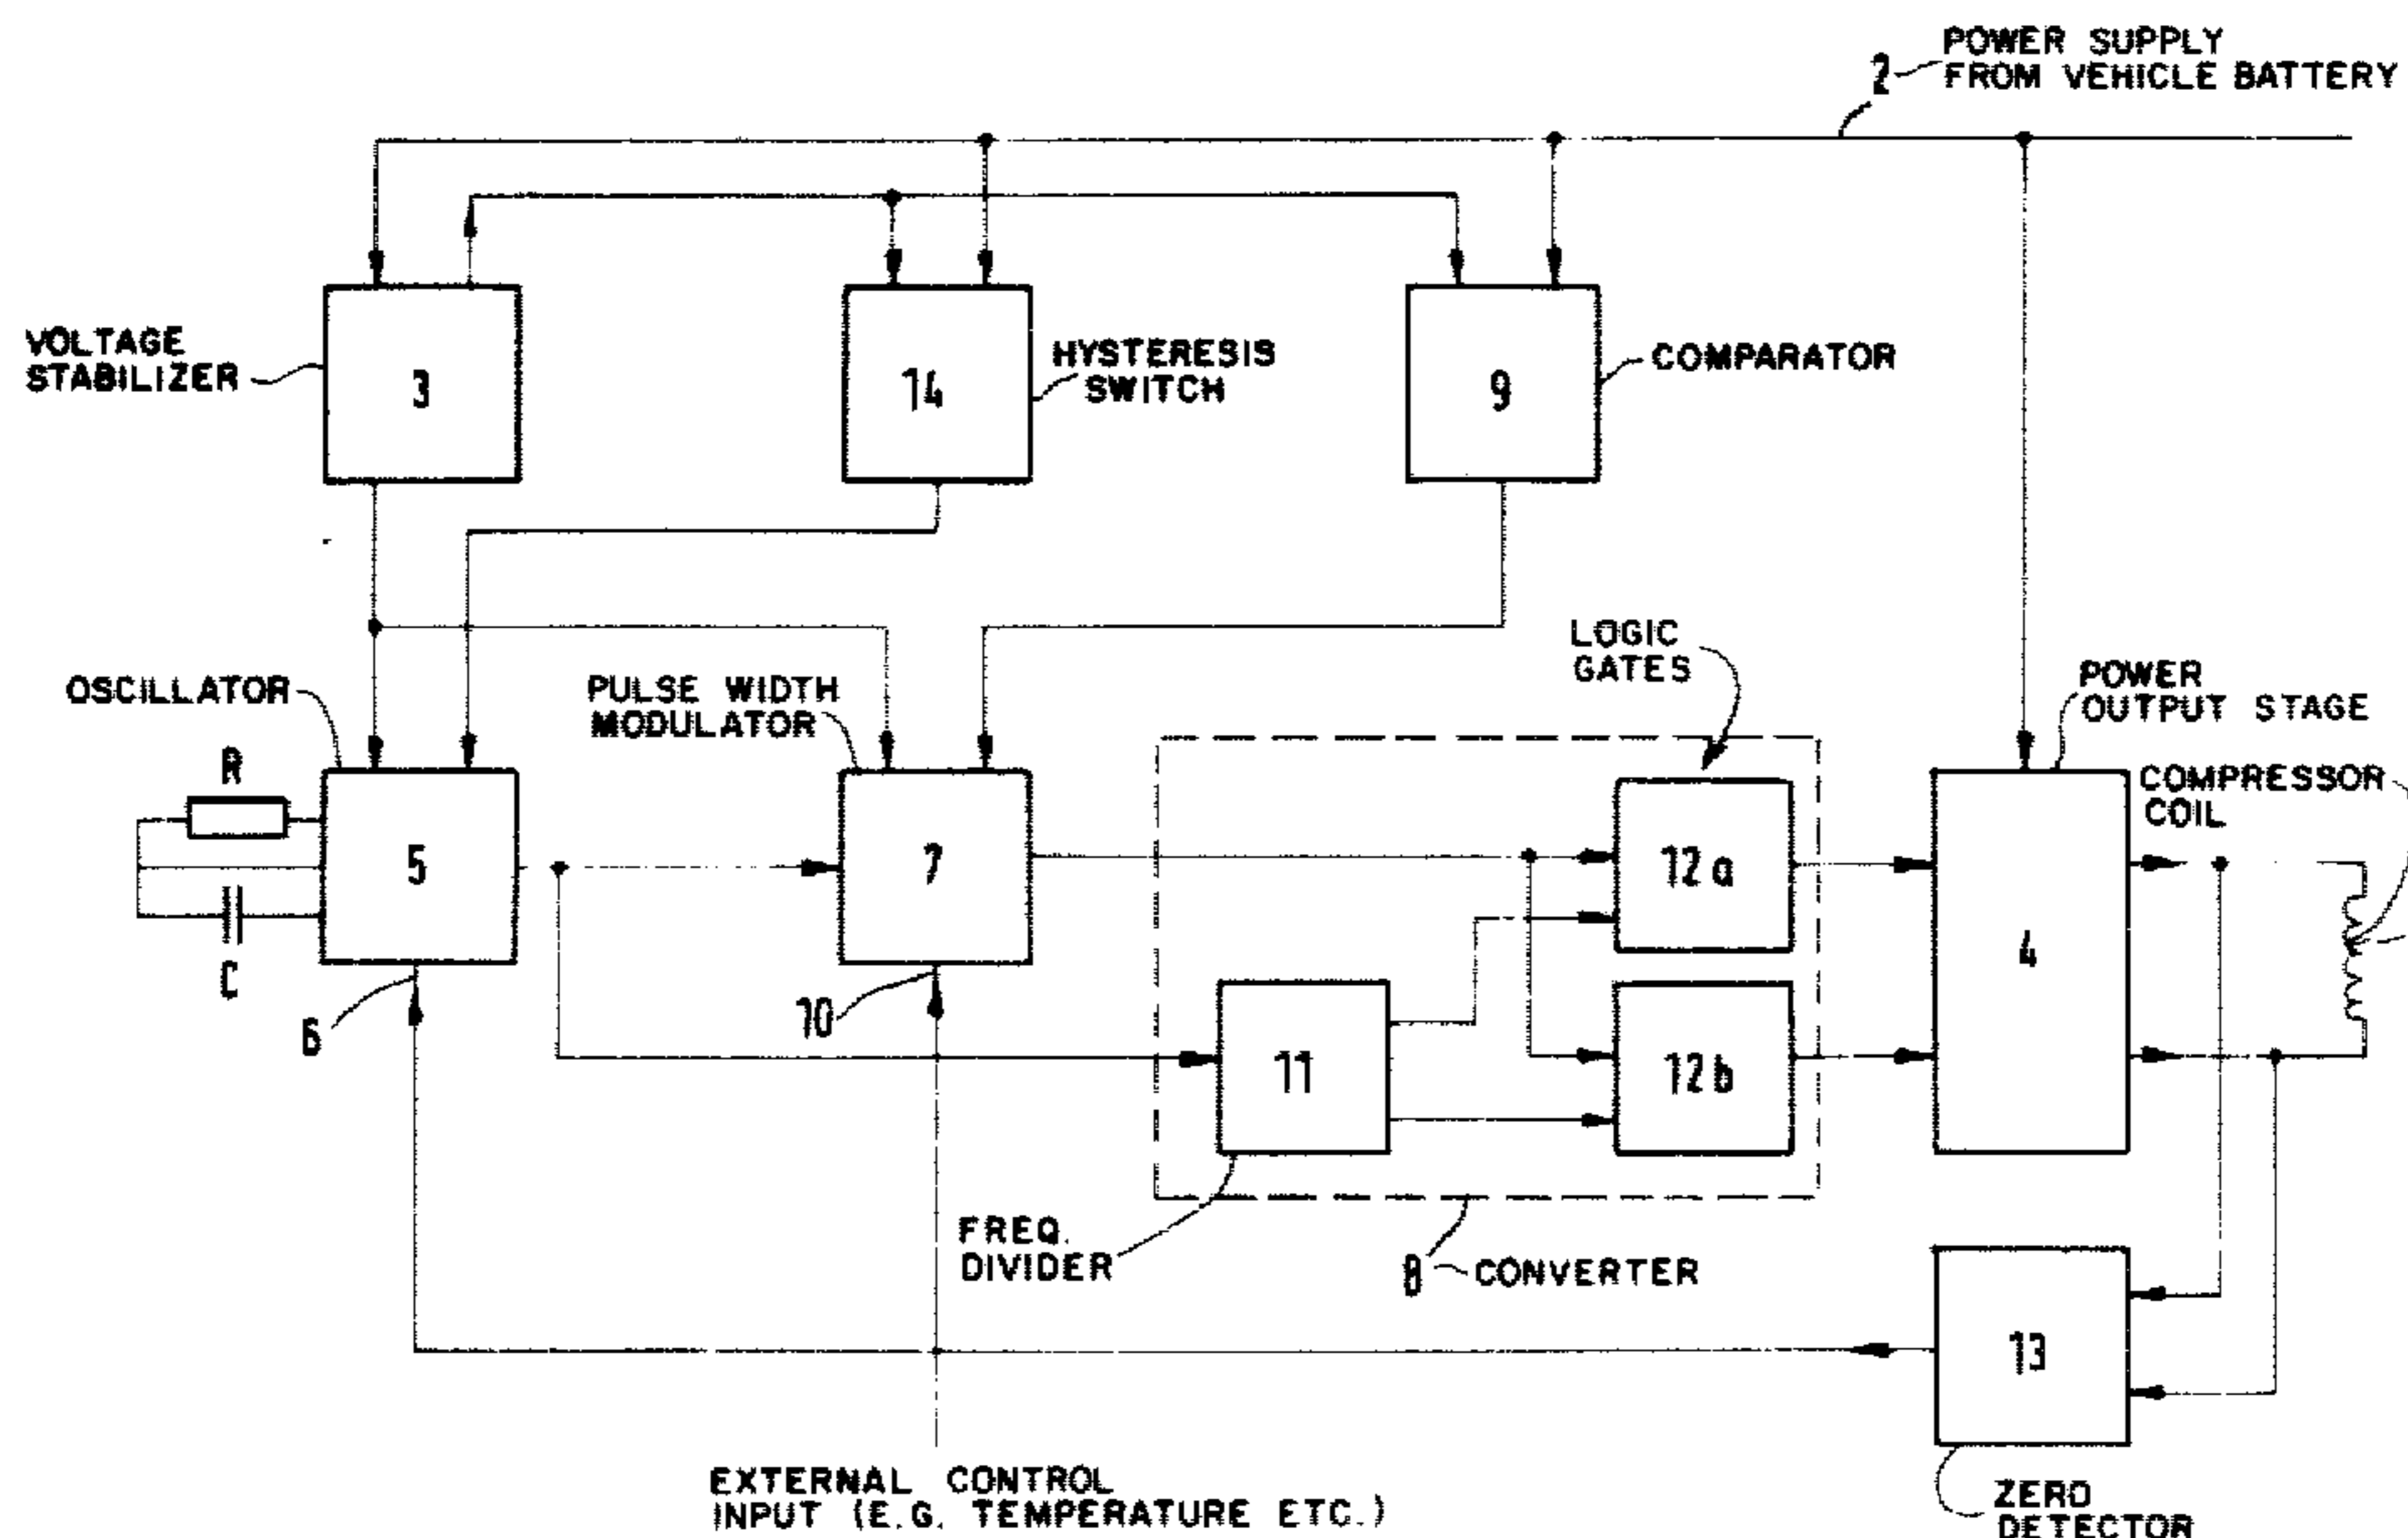 POWER SUPPLY
2 FROM VEHICLE BATTERY
VOLTAGE
STABILIZER
3
14
HYSTERESIS
SWITCH
9
COMPARATOR
LOGIC
GATES
OSCILLATOR
PULSE WIDTH
MODULATOR
POWER
OUTPUT STAGE
R
COMPRESSOR
COIL
5
7
12a
4
C
6
10
11
12b
FREQ.
DIVIDER
8 CONVERTER
13
EXTERNAL CONTROL
INPUT (E.G. TEMPERATURE ETC.)
ZERO
DETECTOR